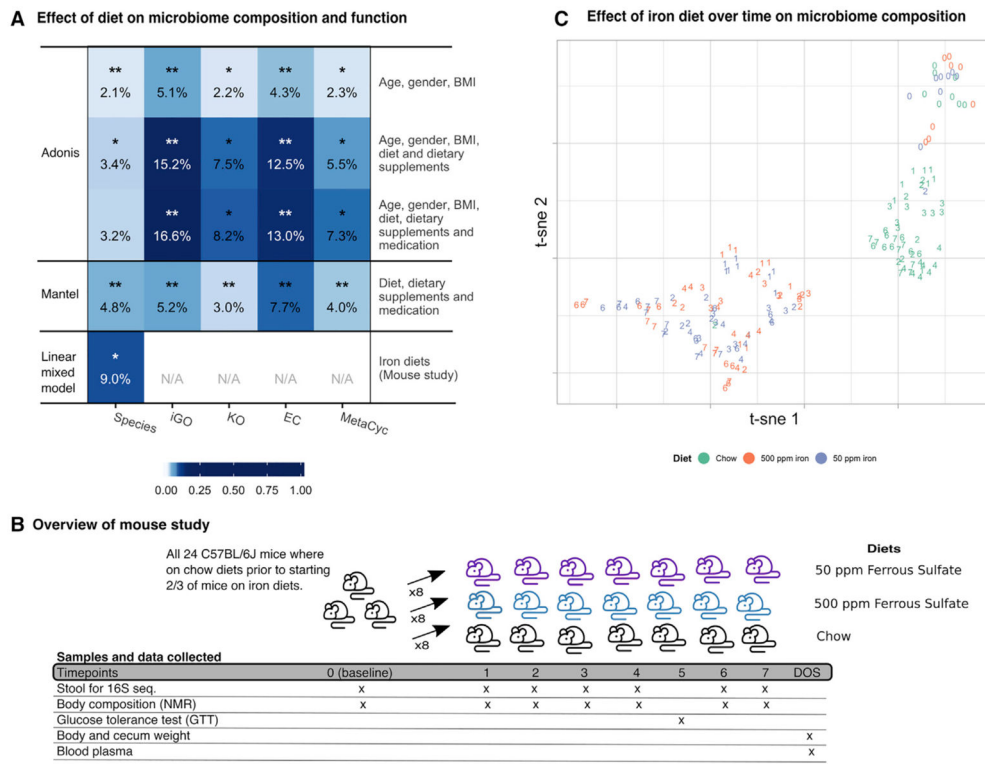 A Effect of diet on microbiome composition and function
** ** * ** *
2.1% 5.1% 2.2% 4.3% 2.3%
Age, gender, BMI
Adonis
* ** * ** *
3.4% 15.2% 7.5% 12.5% 5.5%
Age, gender, BMI,
diet and dietary
supplements
** * ** *
3.2% 16.6% 8.2% 13.0% 7.3%
Age, gender, BMI,
diet, dietary
supplements and
medication
Mantel
** ** ** ** **
4.8% 5.2% 3.0% 7.7% 4.0%
Diet, dietary
supplements and
medication
Linear
mixed
model
*
9.0% N/A N/A N/A N/A
Iron diets
(Mouse study)
Species iGO KO EC MetaCyc
0.00 0.25 0.50 0.75 1.00
C Effect of iron diet over time on microbiome composition
t-sne 2
t-sne 1
Diet Chow 500 ppm iron 50 ppm iron
B Overview of mouse study
All 24 C57BL/6J mice where
on chow diets prior to starting
2/3 of mice on iron diets.
x8
x8
x8
Diets
50 ppm Ferrous Sulfate
500 ppm Ferrous Sulfate
Chow
Samples and data collected
Timepoints 0 (baseline) 1 2 3 4 5 6 7 DOS
Stool for 16S seq. x x x x x x x
Body composition (NMR) x x x x x x x
Glucose tolerance test (GTT) x
Body and cecum weight x
Blood plasma x